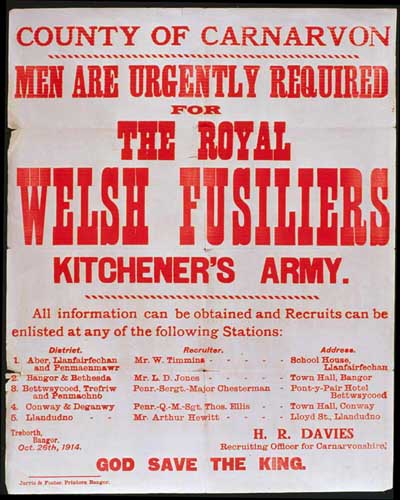 COUNTY OF CARNARVON
MEN ARE URGENTLY REQUIRED
FOR
THE ROYAL
WELSH FUSILIERS
KITCHENER'S ARMY.
All information can be obtained and Recruits can be
enlisted at any of the following Stations:
District. Recruiter. Address.
1. Aber, Llanfairfechan and Penmaenmawr Mr. W. Timmins - - - - - School House, Llanfairfechan
2. Bangor & Bethesda Mr. L. D. Jones - - - - - Town Hall, Bangor
3. Bettwsycoed, Trefriw and Penmachno Penr.-Sergt.-Major Chesterman - Pont-y-Pair Hotel Bettwsycoed
4. Conway & Deganwy Penr.-Q.-M.-Sgt. Thos. Ellis - - Town Hall, Conway
5. Llandudno - - Mr. Arthur Hewitt - - - - Lloyd St., Llandudno
Treborth,
Bangor.
Oct. 26th, 1914.
H. R. DAVIES
Recruiting Officer for Carnarvonshire.
GOD SAVE THE KING.
Jarvis & Foster, Printers Bangor.